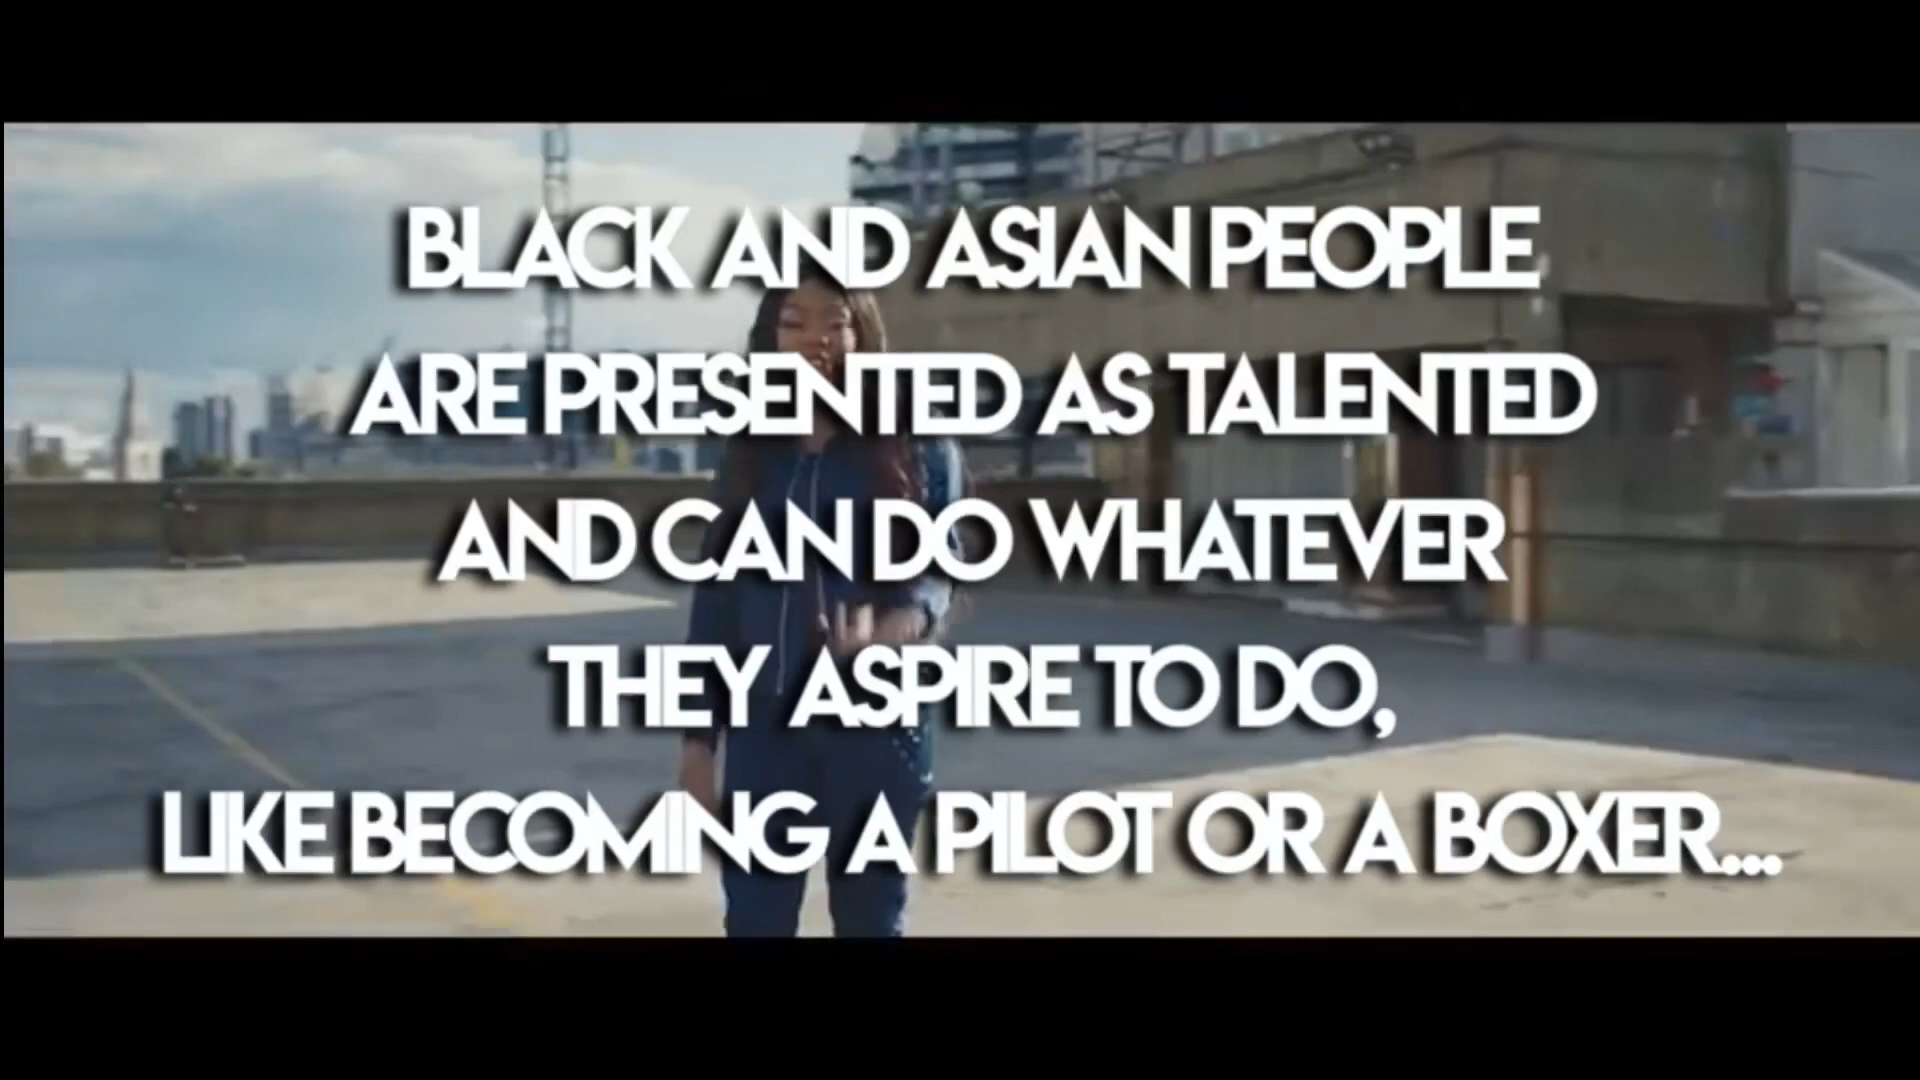 BLACK AND ASIAN PEOPLE
ARE PRESENTED AS TALENTED
AND CAN DO WHATEVER
THEY ASPIRE TO DO,
LIKE BECOMING A PILOT OR A BOXER...